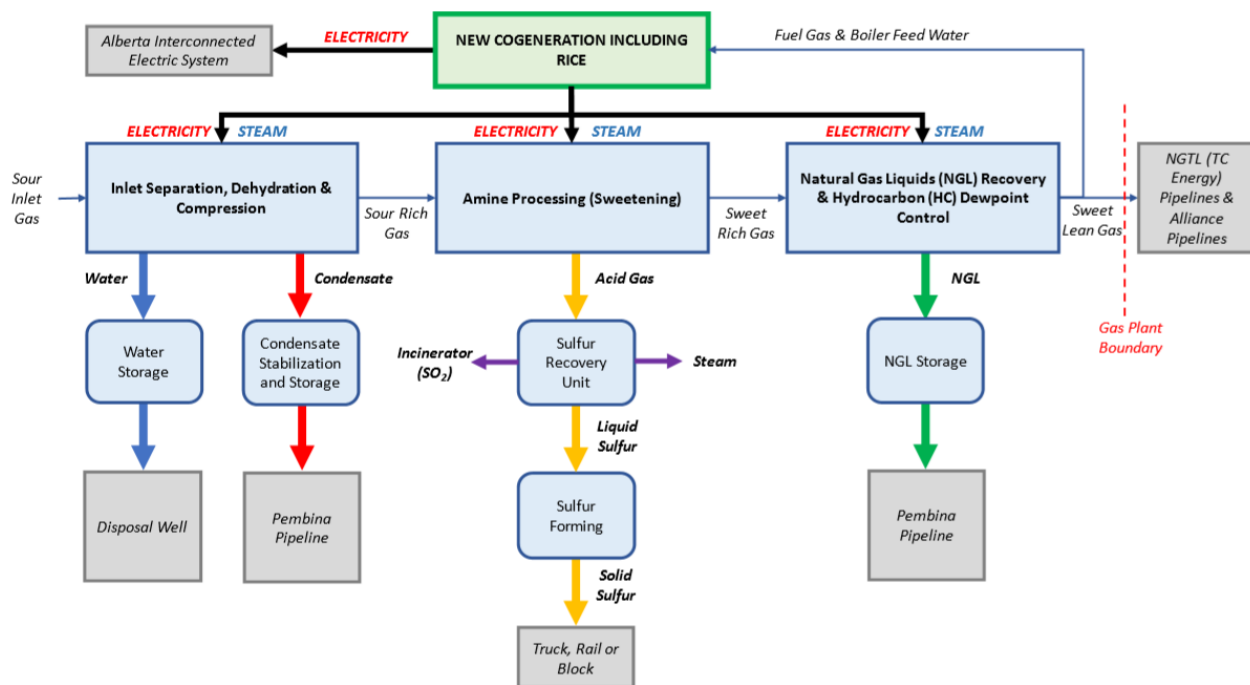 Alberta Interconnected
Electric System
ELECTRICITY
NEW COGENERATION INCLUDING
RICE
Fuel Gas & Boiler Feed Water
ELECTRICITY STEAM
ELECTRICITY STEAM
ELECTRICITY STEAM
Sour
Inlet
Gas
Inlet Separation, Dehydration &
Compression
Sour Rich
Gas
Amine Processing (Sweetening)
Sweet
Rich Gas
Natural Gas Liquids (NGL) Recovery
& Hydrocarbon (HC) Dewpoint
Control
Sweet
Lean Gas
NGTL (TC
Energy)
Pipelines &
Alliance
Pipelines
Water
Condensate
Acid Gas
NGL
Gas Plant
Boundary
Water
Storage
Condensate
Stabilization
and Storage
Incinerator
(SO₂)
Sulfur
Recovery
Unit
Steam
NGL Storage
Liquid
Sulfur
Disposal Well
Pembina
Pipeline
Sulfur
Forming
Pembina
Pipeline
Solid
Sulfur
Truck, Rail or
Block